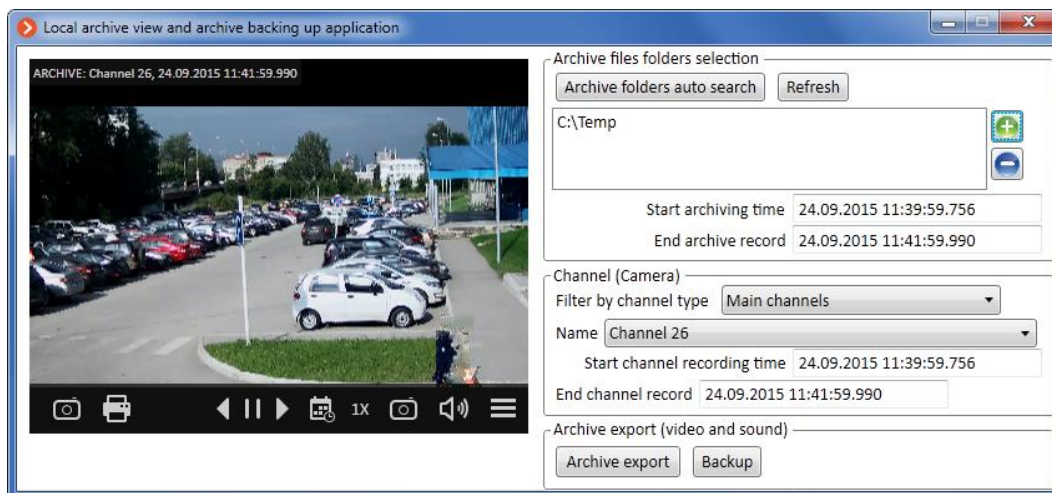 Local archive view and archive backing up application
ARCHIVE: Channel 26, 24.09.2015 11:41:59.990
1X
Archive files folders selection
Archive folders auto search Refresh
C:\Temp
Start archiving time 24.09.2015 11:39:59.756
End archive record 24.09.2015 11:41:59.990
Channel (Camera)
Filter by channel type Main channels
Name Channel 26
Start channel recording time 24.09.2015 11:39:59.756
End channel record 24.09.2015 11:41:59.990
Archive export (video and sound)
Archive export Backup